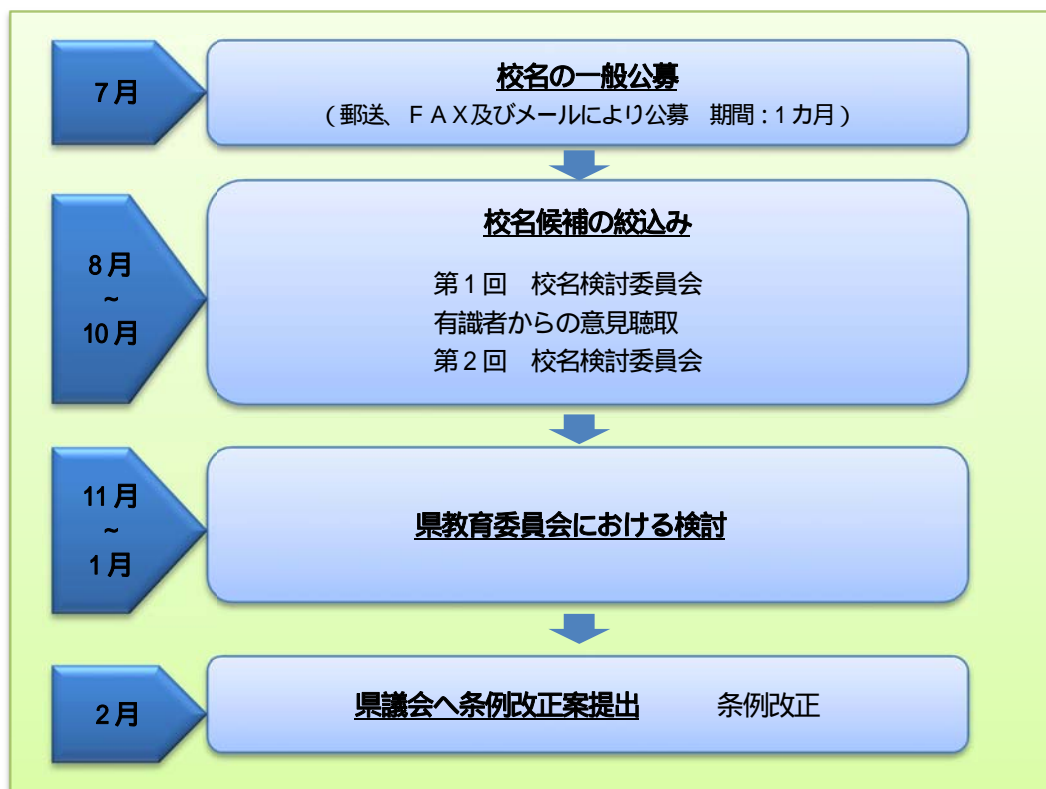 7月
校名の一般公募
(郵送、ＦＡＸ及びメールにより公募　期間:1カ月)
8月
~
10月
校名候補の絞込み
第1回　校名検討委員会
有識者からの意見聴取
第2回　校名検討委員会
11月
~
1月
県教育委員会における検討
2月
県議会へ条例改正案提出　　条例改正